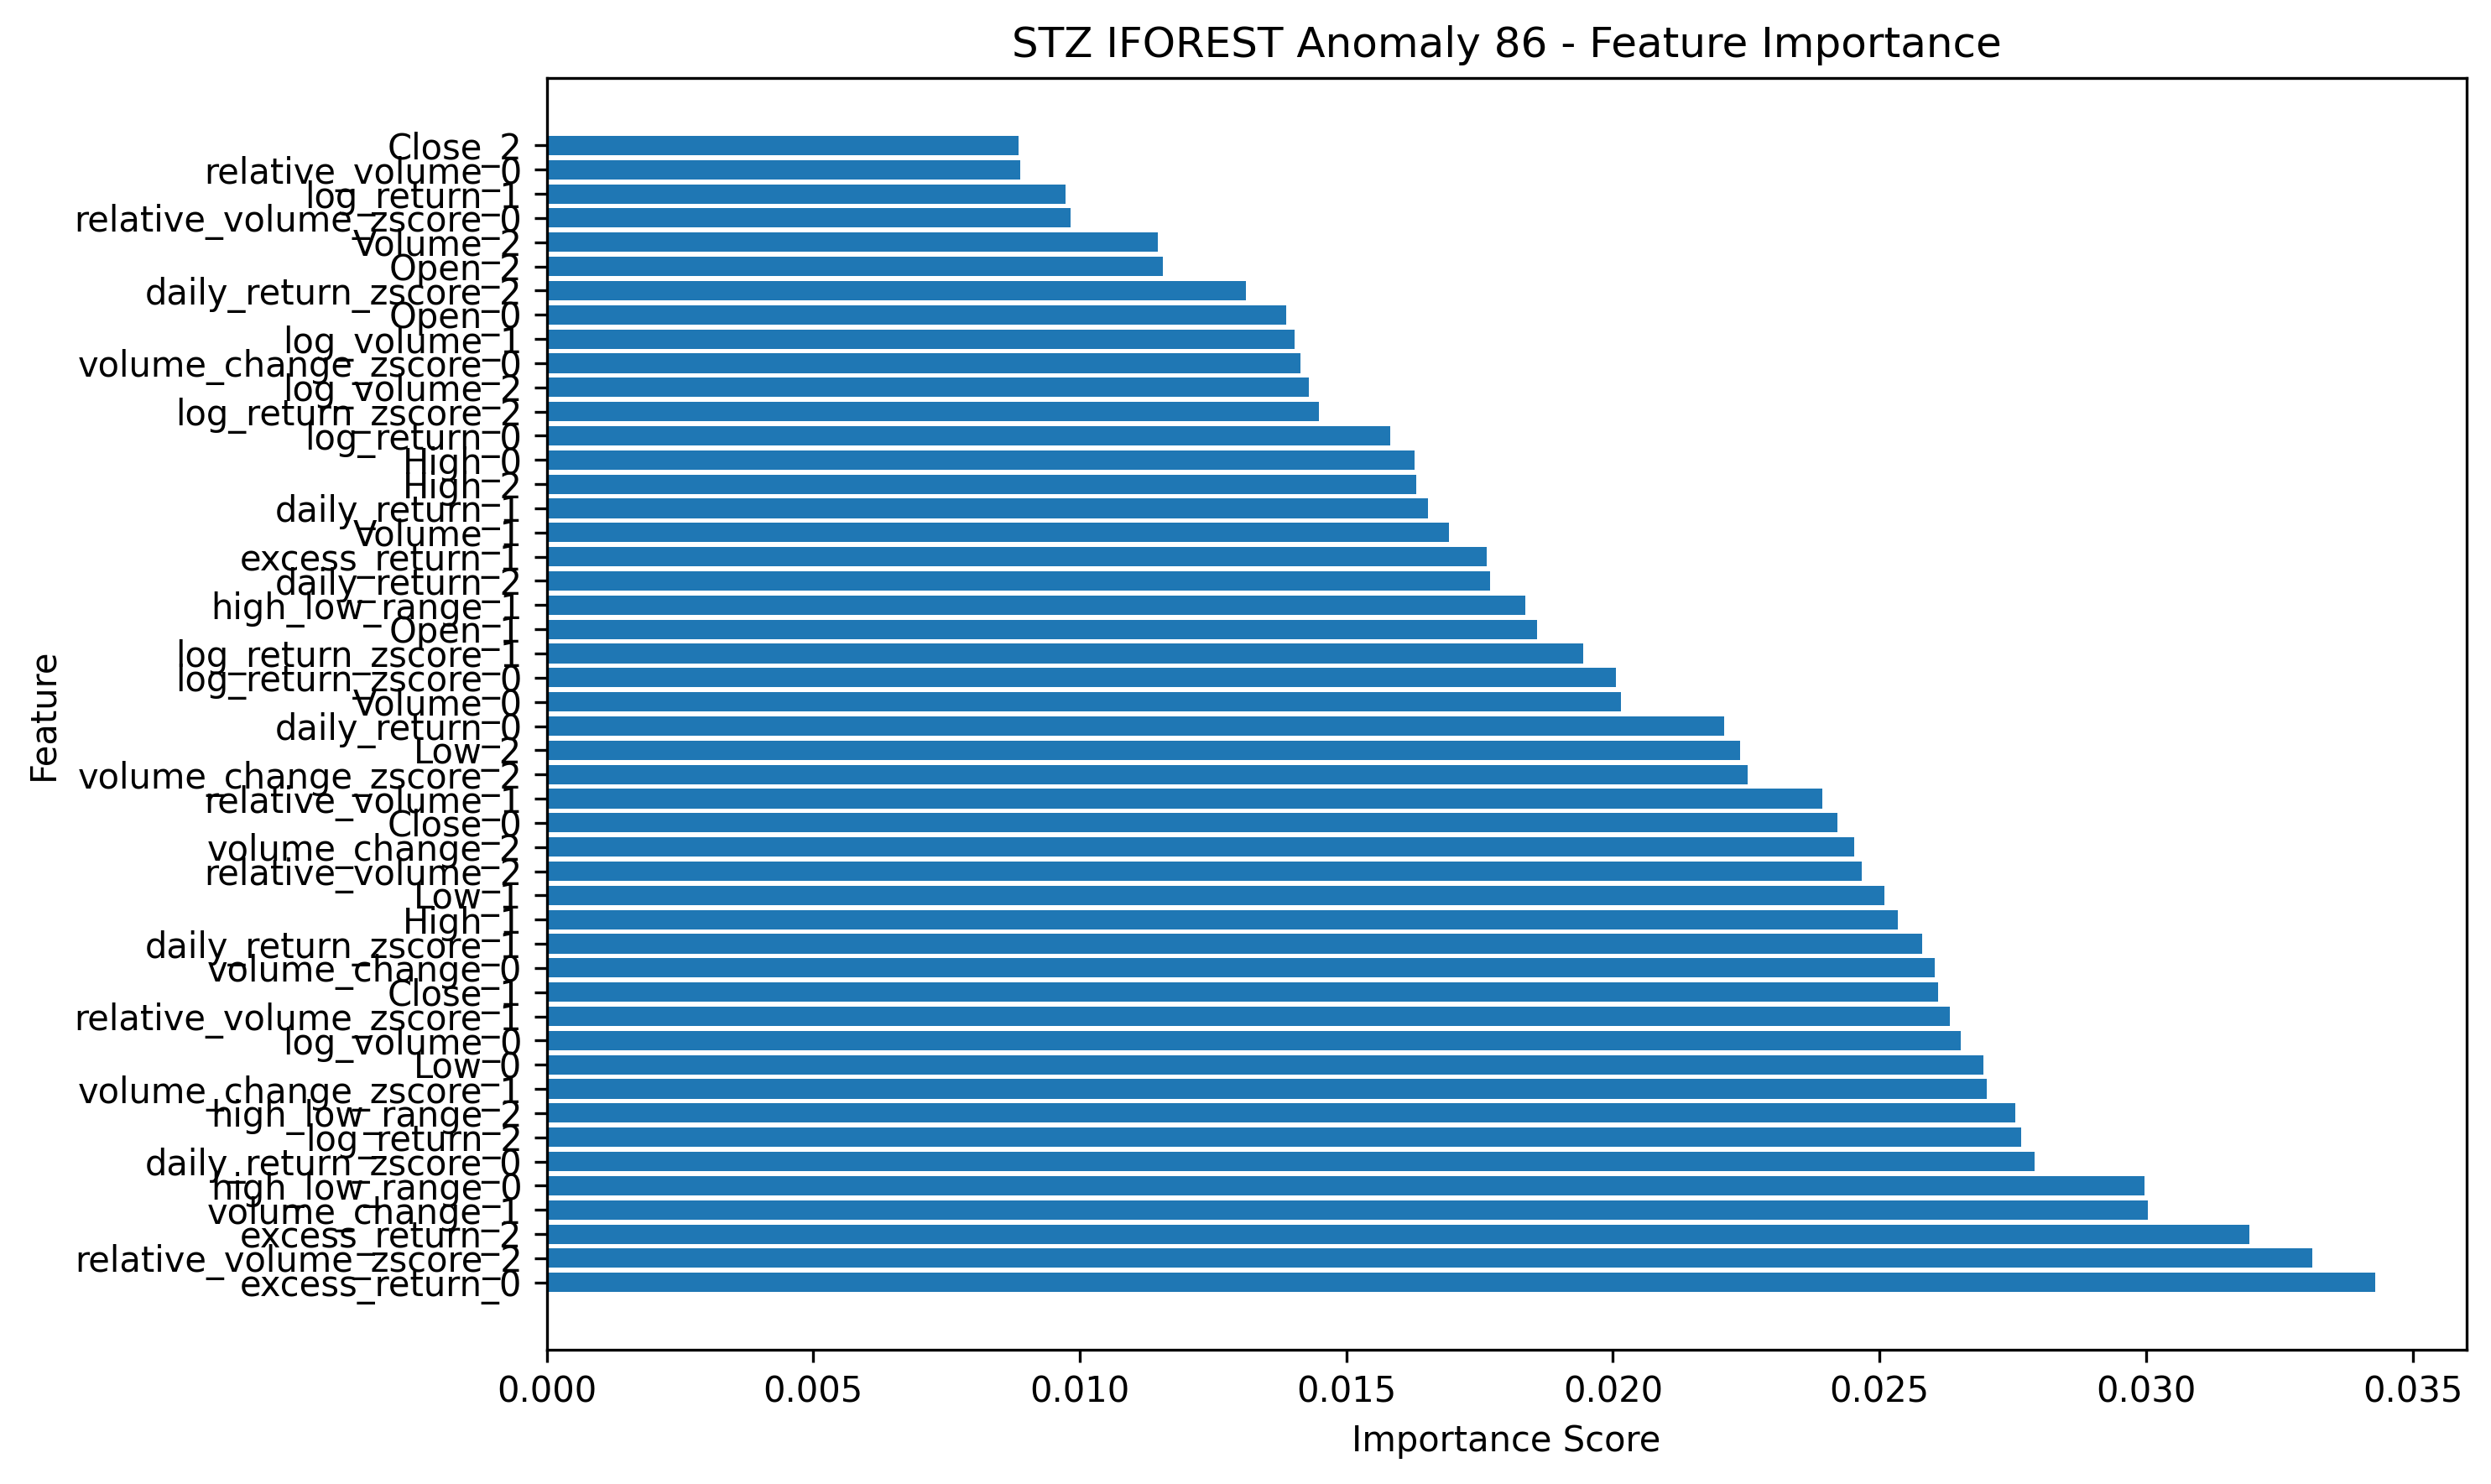 STZ IFOREST Anomaly 86 - Feature Importance
Close_2
relative_volume_0
log_return_1
relative_volume_zscore_0
Volume_2
Open_2
daily_return_zscore_2
Open_0
log_volume_1
volume_change_zscore_0
log_volume_2
log_return_zscore_2
log_return_0
High_0
High_2
daily_return_1
Volume_1
excess_return_1
daily_return_2
high_low_range_1
Open_1
log_return_zscore_1
log_return_zscore_0
Volume_0
daily_return_0
Low_2
volume_change_zscore_2
relative_volume_1
Close_0
volume_change_2
relative_volume_2
Low_1
High_1
daily_return_zscore_1
volume_change_0
Close_1
relative_volume_zscore_1
log_volume_0
Low_0
volume_change_zscore_1
high_low_range_2
log_return_2
daily_return_zscore_0
high_low_range_0
volume_change_1
excess_return_2
relative_volume_zscore_2
excess_return_0
Feature
0.000 0.005 0.010 0.015 0.020 0.025 0.030 0.035
Importance Score